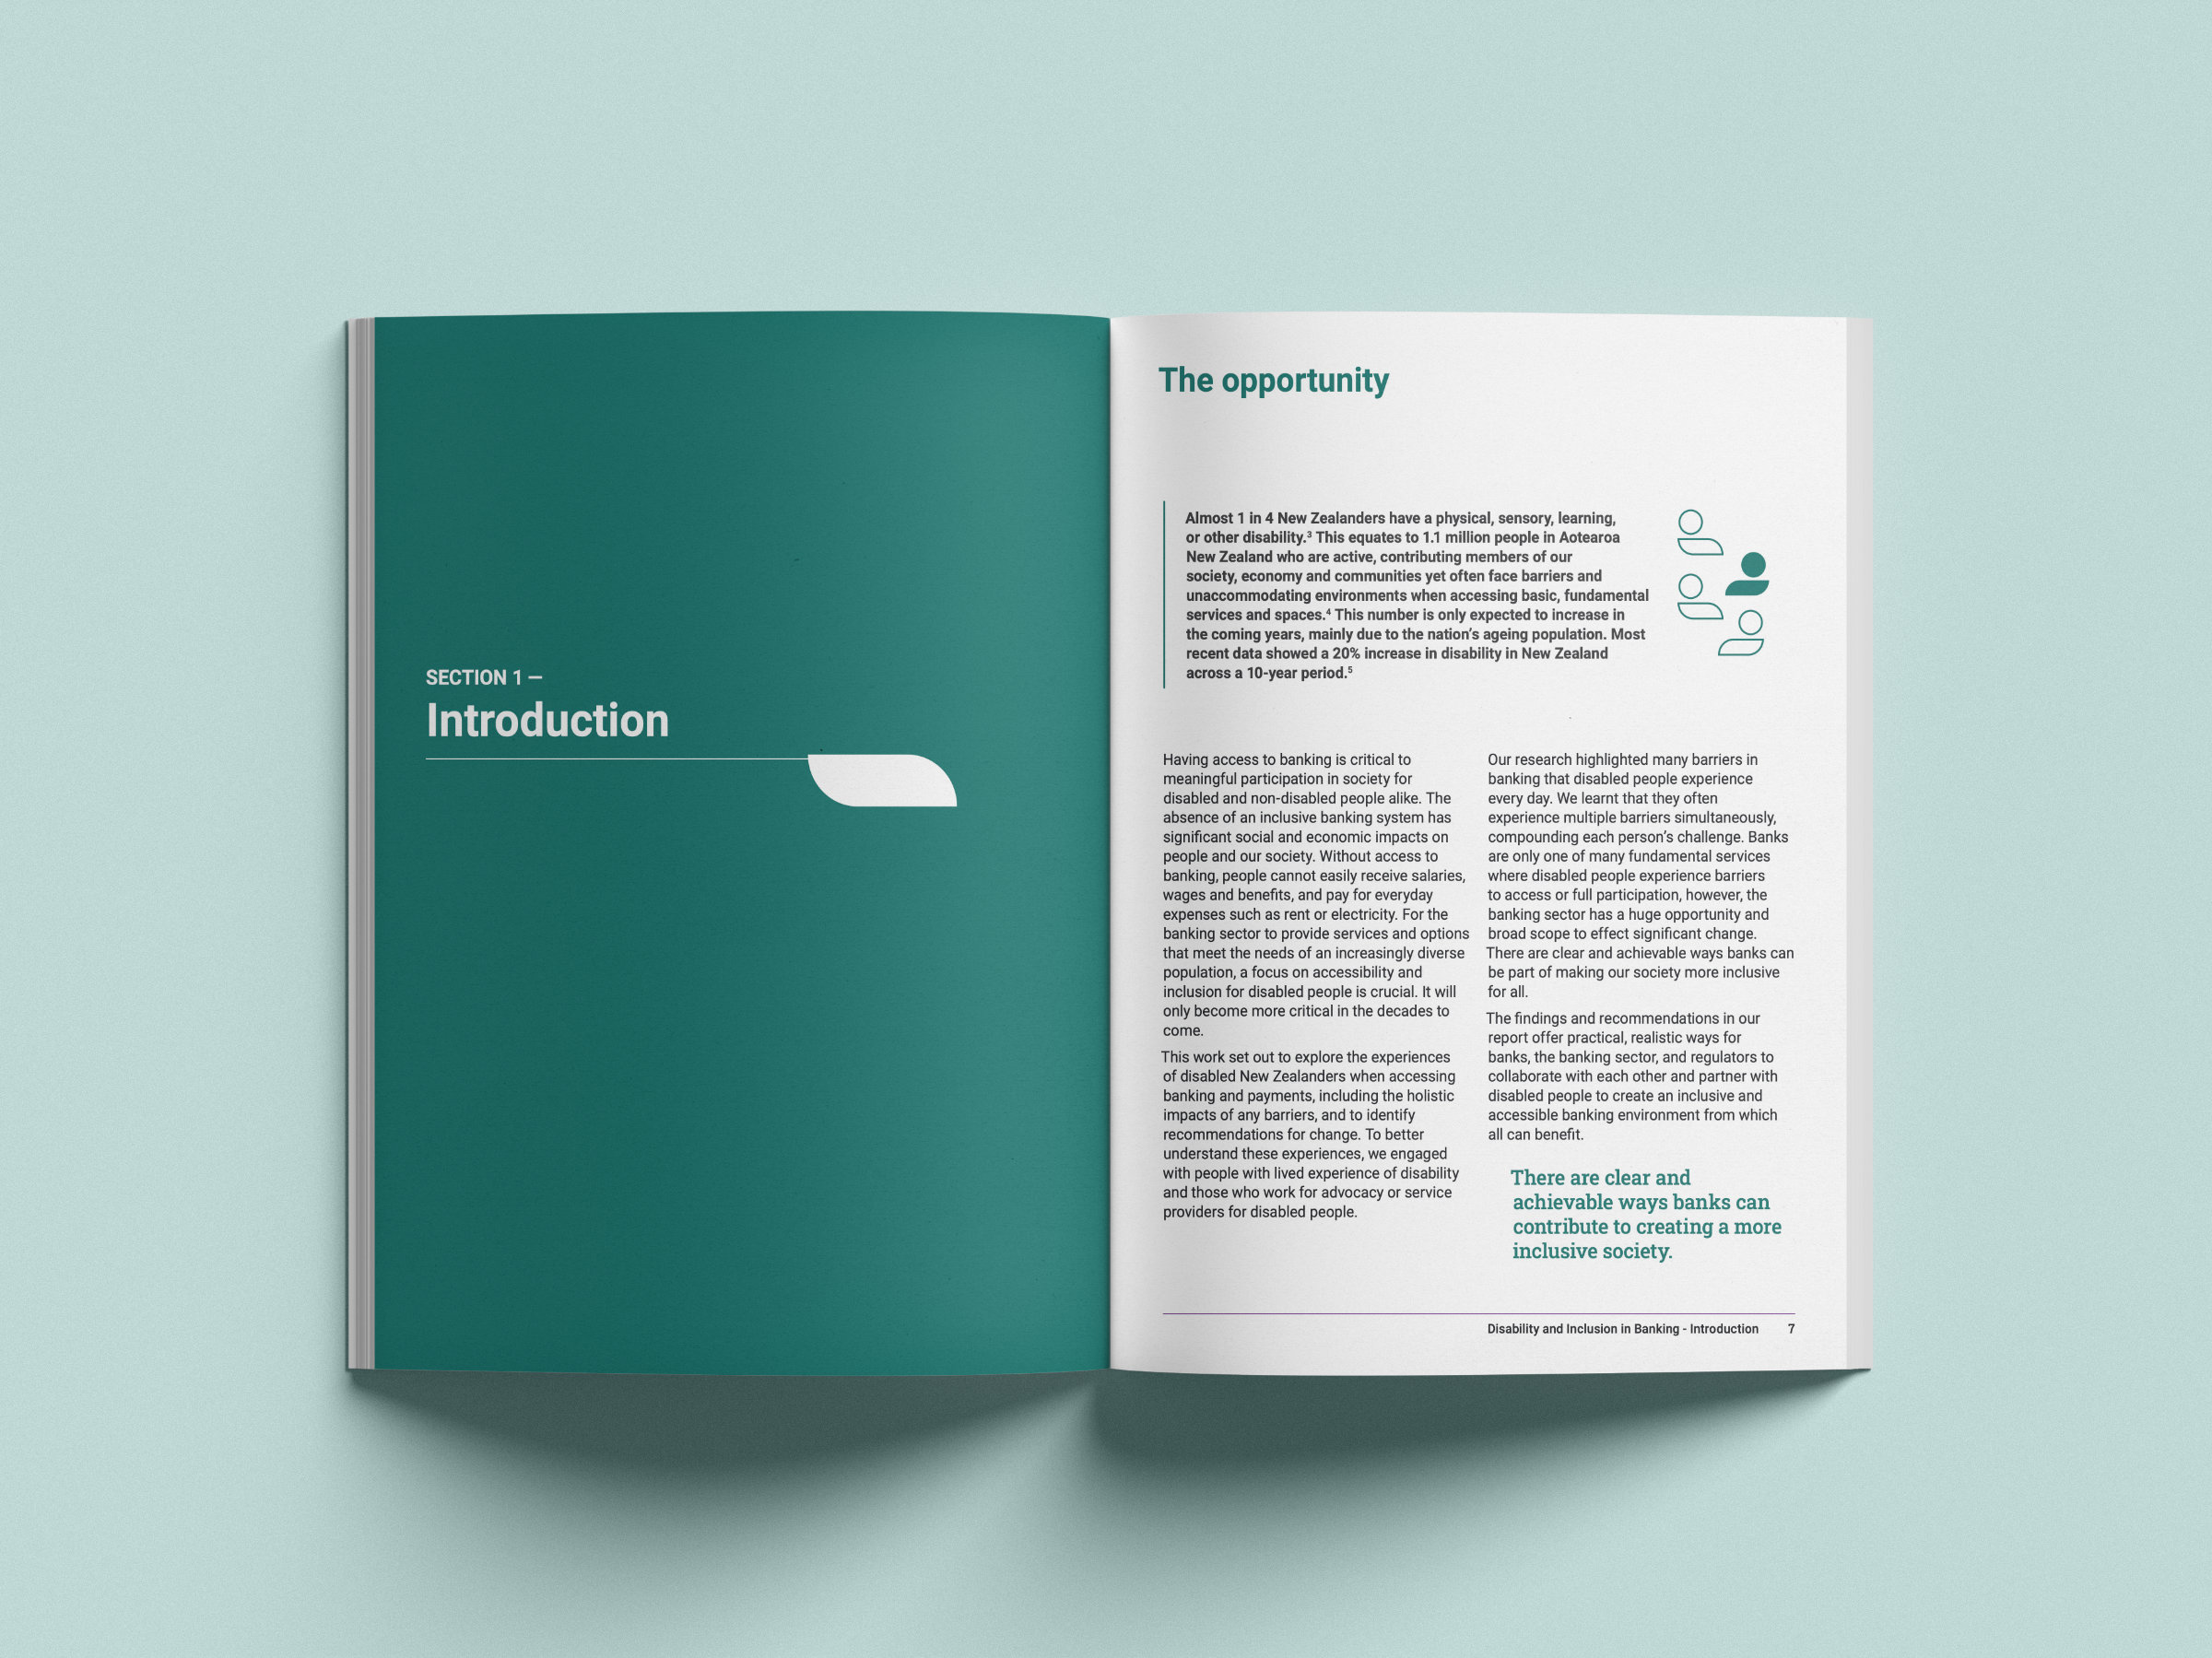 SECTION 1 —
Introduction
The opportunity
Almost 1 in 4 New Zealanders have a physical, sensory, learning,
or other disability.³ This equates to 1.1 million people in Aotearoa
New Zealand who are active, contributing members of our
society, economy and communities yet often face barriers and
unaccommodating environments when accessing basic, fundamental
services and spaces.⁴ This number is only expected to increase in
the coming years, mainly due to the nation’s ageing population. Most
recent data showed a 20% increase in disability in New Zealand
across a 10-year period.⁵
Having access to banking is critical to
meaningful participation in society for
disabled and non-disabled people alike. The
absence of an inclusive banking system has
significant social and economic impacts on
people and our society. Without access to
banking, people cannot easily receive salaries,
wages and benefits, and pay for everyday
expenses such as rent or electricity. For the
banking sector to provide services and options
that meet the needs of an increasingly diverse
population, a focus on accessibility and
inclusion for disabled people is crucial. It will
only become more critical in the decades to
come.
This work set out to explore the experiences
of disabled New Zealanders when accessing
banking and payments, including the holistic
impacts of any barriers, and to identify
recommendations for change. To better
understand these experiences, we engaged
with people with lived experience of disability
and those who work for advocacy or service
providers for disabled people.
Our research highlighted many barriers in
banking that disabled people experience
every day. We learnt that they often
experience multiple barriers simultaneously,
compounding each person’s challenge. Banks
are only one of many fundamental services
where disabled people experience barriers
to access or full participation, however, the
banking sector has a huge opportunity and
broad scope to effect significant change.
There are clear and achievable ways banks can
be part of making our society more inclusive
for all.
The findings and recommendations in our
report offer practical, realistic ways for
banks, the banking sector, and regulators to
collaborate with each other and partner with
disabled people to create an inclusive and
accessible banking environment from which
all can benefit.
There are clear and
achievable ways banks can
contribute to creating a more
inclusive society.
Disability and Inclusion in Banking - Introduction 7